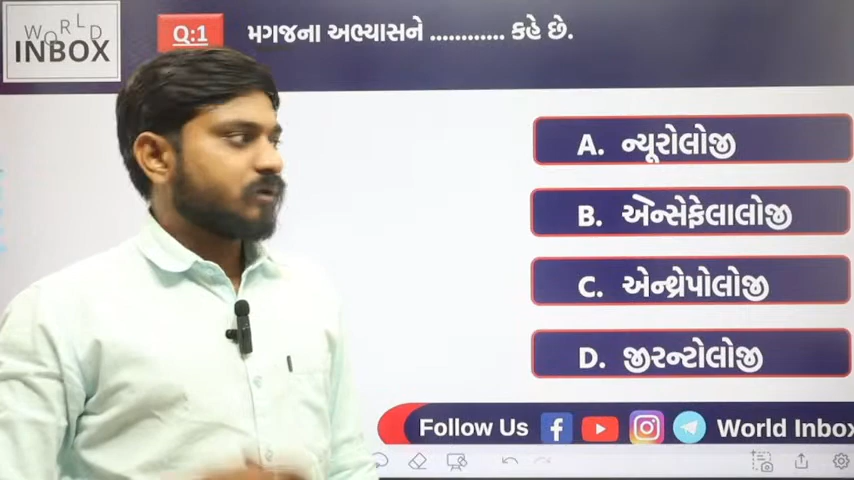 WORLD
INBOX
Q:1 મગજના અભ્યાસને ............ કહે છે.
A. ન્યૂરોલોજી
B. એન્સેફેલાલોજી
C. એન્થ્રેપોલોજી
D. જીરન્ટોલોજી
Follow Us World Inbox